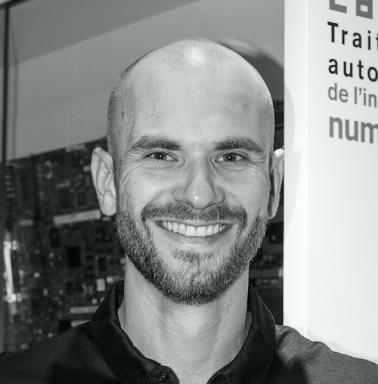 Trait
auto
de l'in
num